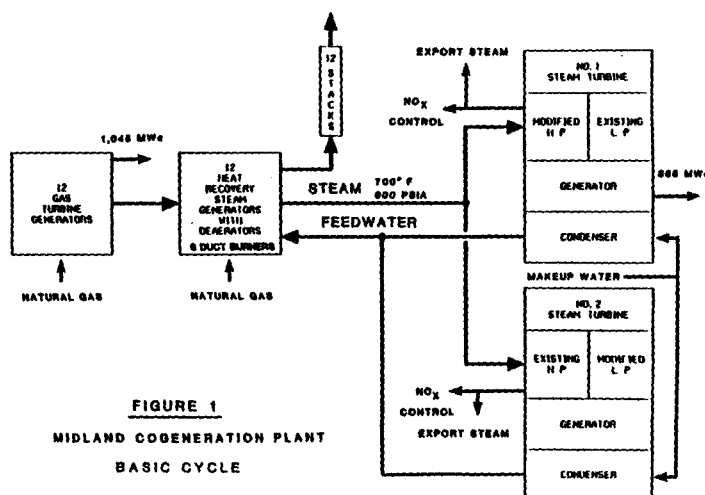 12
STACKS
EXPORT STEAM
NO. 1
STEAM TURBINE
NOX
CONTROL
MODIFIED
H P
EXISTING
L P
1,045 MWe
12
GAS
TURBINE
GENERATORS
12
HEAT
RECOVERY
STEAM
GENERATORS
WITH
DEAERATORS
6 DUCT BURNERS
STEAM
700° F
600 PSIA
GENERATOR
FEEDWATER
CONDENSER
NATURAL GAS
NATURAL GAS
MAKEUP WATER
NO. 2
STEAM TURBINE
EXISTING
H P
MODIFIED
L P
NOX
CONTROL
EXPORT STEAM
GENERATOR
CONDENSER
FIGURE 1
MIDLAND COGENERATION PLANT
BASIC CYCLE